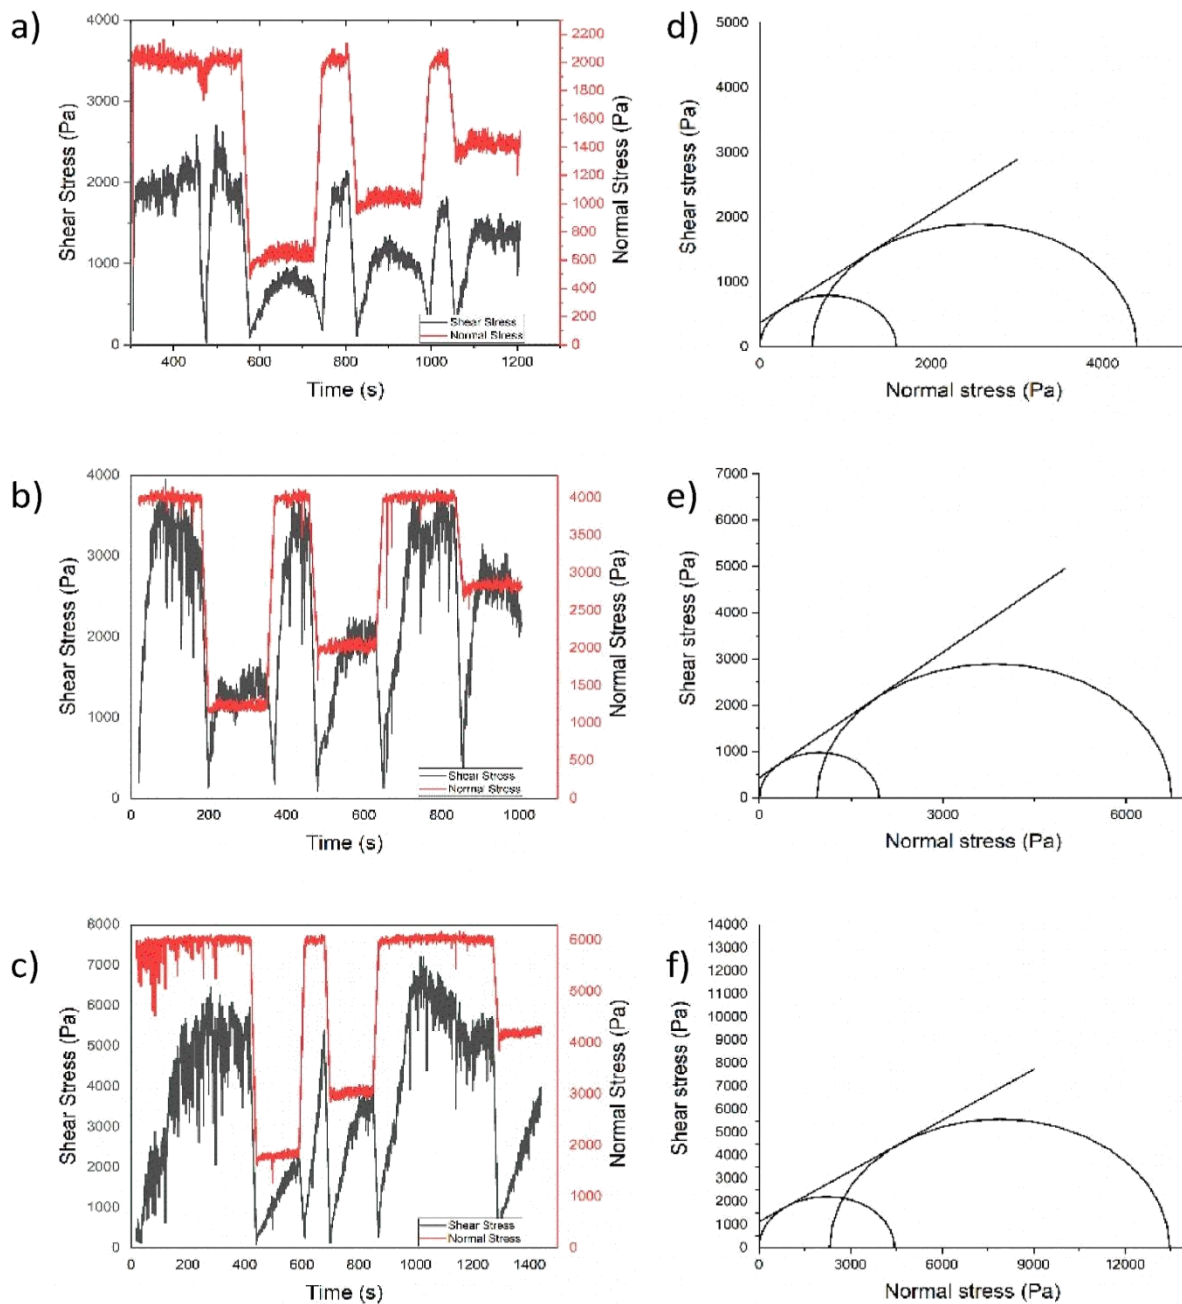 a)
4000
3000
2000
1000
0
Shear Stress (Pa)
2200
2000
1800
1600
1400
1200
1000
800
600
400
200
0
Normal Stress (Pa)
Shear Stress
Normal Stress
400 600 800 1000 1200
Time (s)
d)
5000
4000
3000
2000
1000
0
Shear stress (Pa)
0 2000 4000
Normal stress (Pa)
b)
4000
3000
2000
1000
0
Shear Stress (Pa)
4000
3500
3000
2500
2000
1500
1000
500
0
Normal Stress (Pa)
Shear Stress
Normal Stress
0 200 400 600 800 1000
Time (s)
e)
7000
6000
5000
4000
3000
2000
1000
0
Shear stress (Pa)
0 3000 6000
Normal stress (Pa)
c)
8000
7000
6000
5000
4000
3000
2000
1000
0
Shear Stress (Pa)
6000
5000
4000
3000
2000
1000
0
Normal Stress (Pa)
Shear Stress
Normal Stress
0 200 400 600 800 1000 1200 1400
Time (s)
f)
14000
13000
12000
11000
10000
9000
8000
7000
6000
5000
4000
3000
2000
1000
0
Shear stress (Pa)
0 3000 6000 9000 12000
Normal stress (Pa)